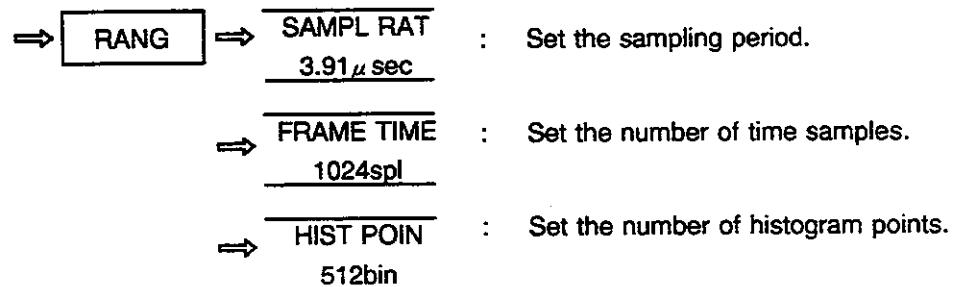 ⇒ RANG ⇒ SAMPL RAT : Set the sampling period.
3.91μsec
⇒ FRAME TIME : Set the number of time samples.
1024spl
⇒ HIST POIN : Set the number of histogram points.
512bin